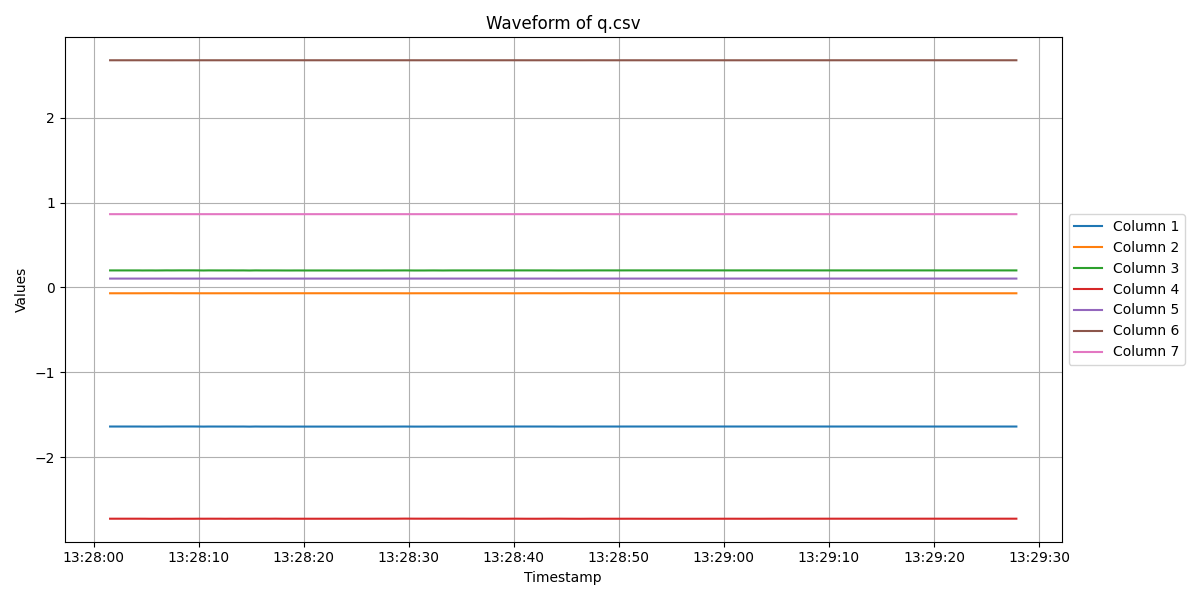 Waveform of q.csv
Values
2
1
0
−1
−2
13:28:00 13:28:10 13:28:20 13:28:30 13:28:40 13:28:50 13:29:00 13:29:10 13:29:20 13:29:30
Timestamp
Column 1
Column 2
Column 3
Column 4
Column 5
Column 6
Column 7